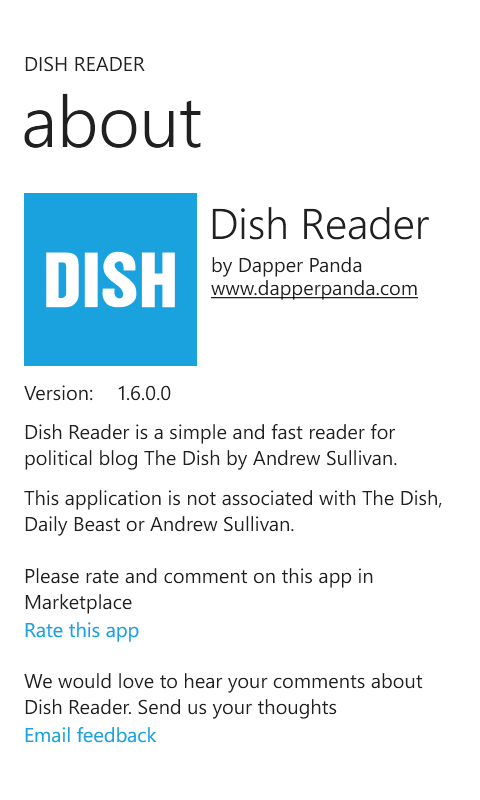 DISH READER
about
DISH
Dish Reader
by Dapper Panda
www.dapperpanda.com
Version: 1.6.0.0
Dish Reader is a simple and fast reader for
political blog The Dish by Andrew Sullivan.
This application is not associated with The Dish,
Daily Beast or Andrew Sullivan.
Please rate and comment on this app in
Marketplace
Rate this app
We would love to hear your comments about
Dish Reader. Send us your thoughts
Email feedback